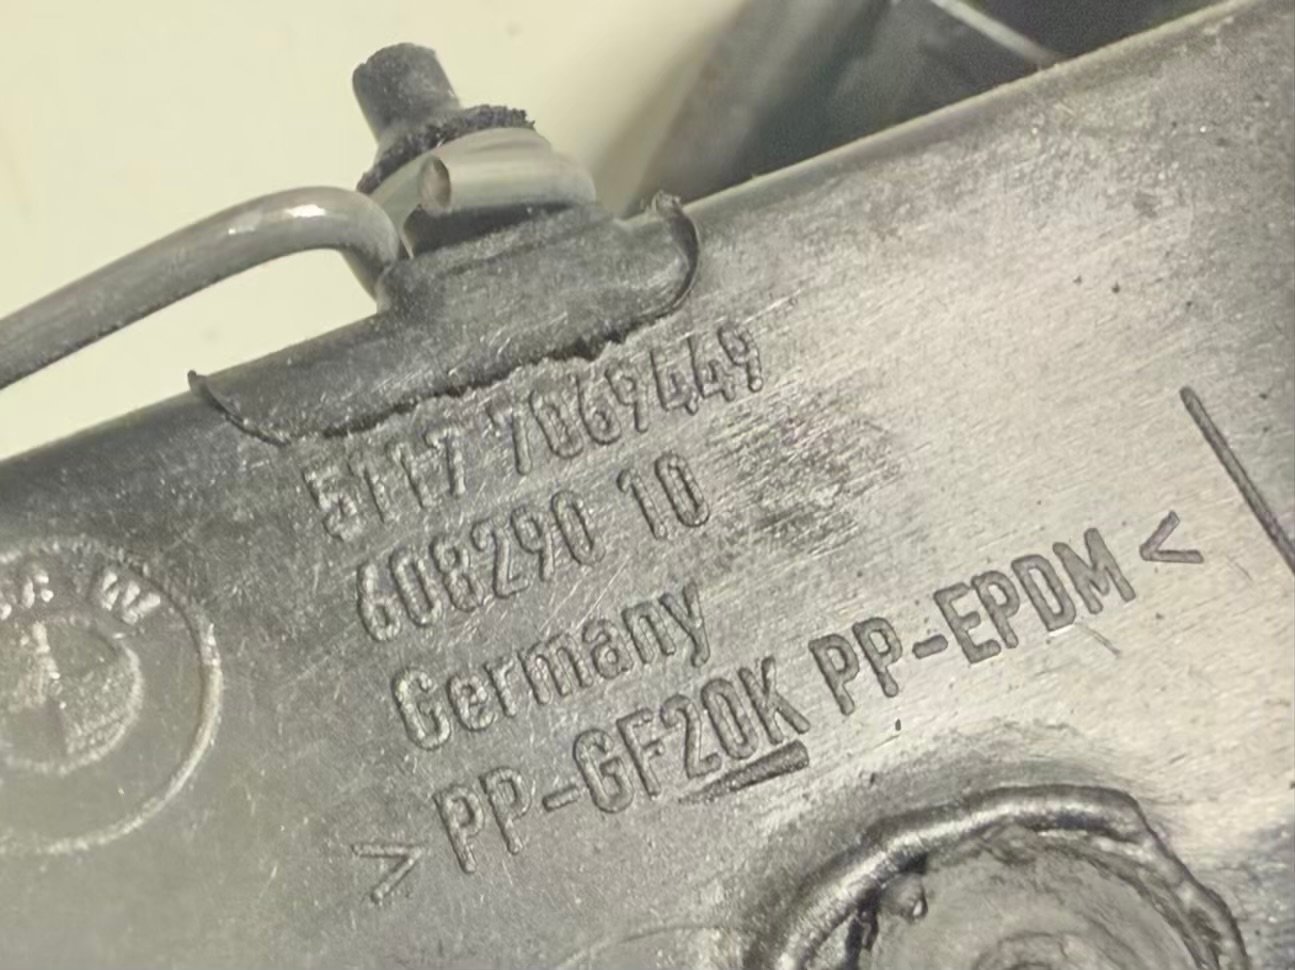 5117 7069449
608290 10
Germany
>PP-GF20K PP-EPDM<